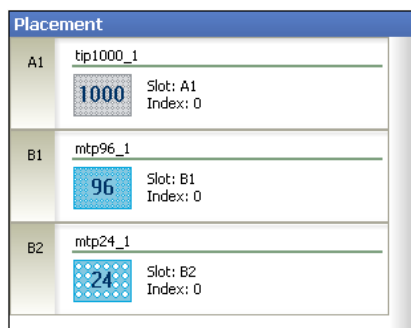 Placement
A1
tip1000_1
1000
Slot: A1
Index: 0
B1
mtp96_1
96
Slot: B1
Index: 0
B2
mtp24_1
24
Slot: B2
Index: 0